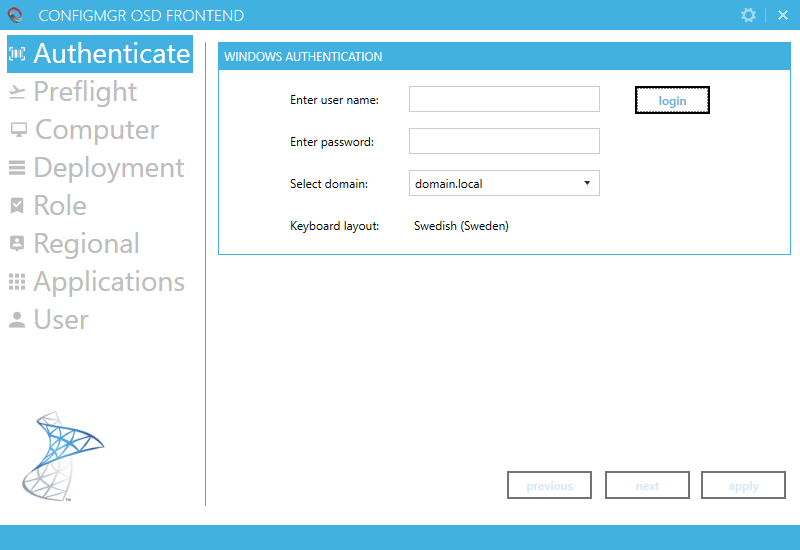 CONFIGMGR OSD FRONTEND
Authenticate
Preflight
Computer
Deployment
Role
Regional
Applications
User
WINDOWS AUTHENTICATION
Enter user name:
login
Enter password:
Select domain:
domain.local
Keyboard layout:
Swedish (Sweden)
previous
next
apply